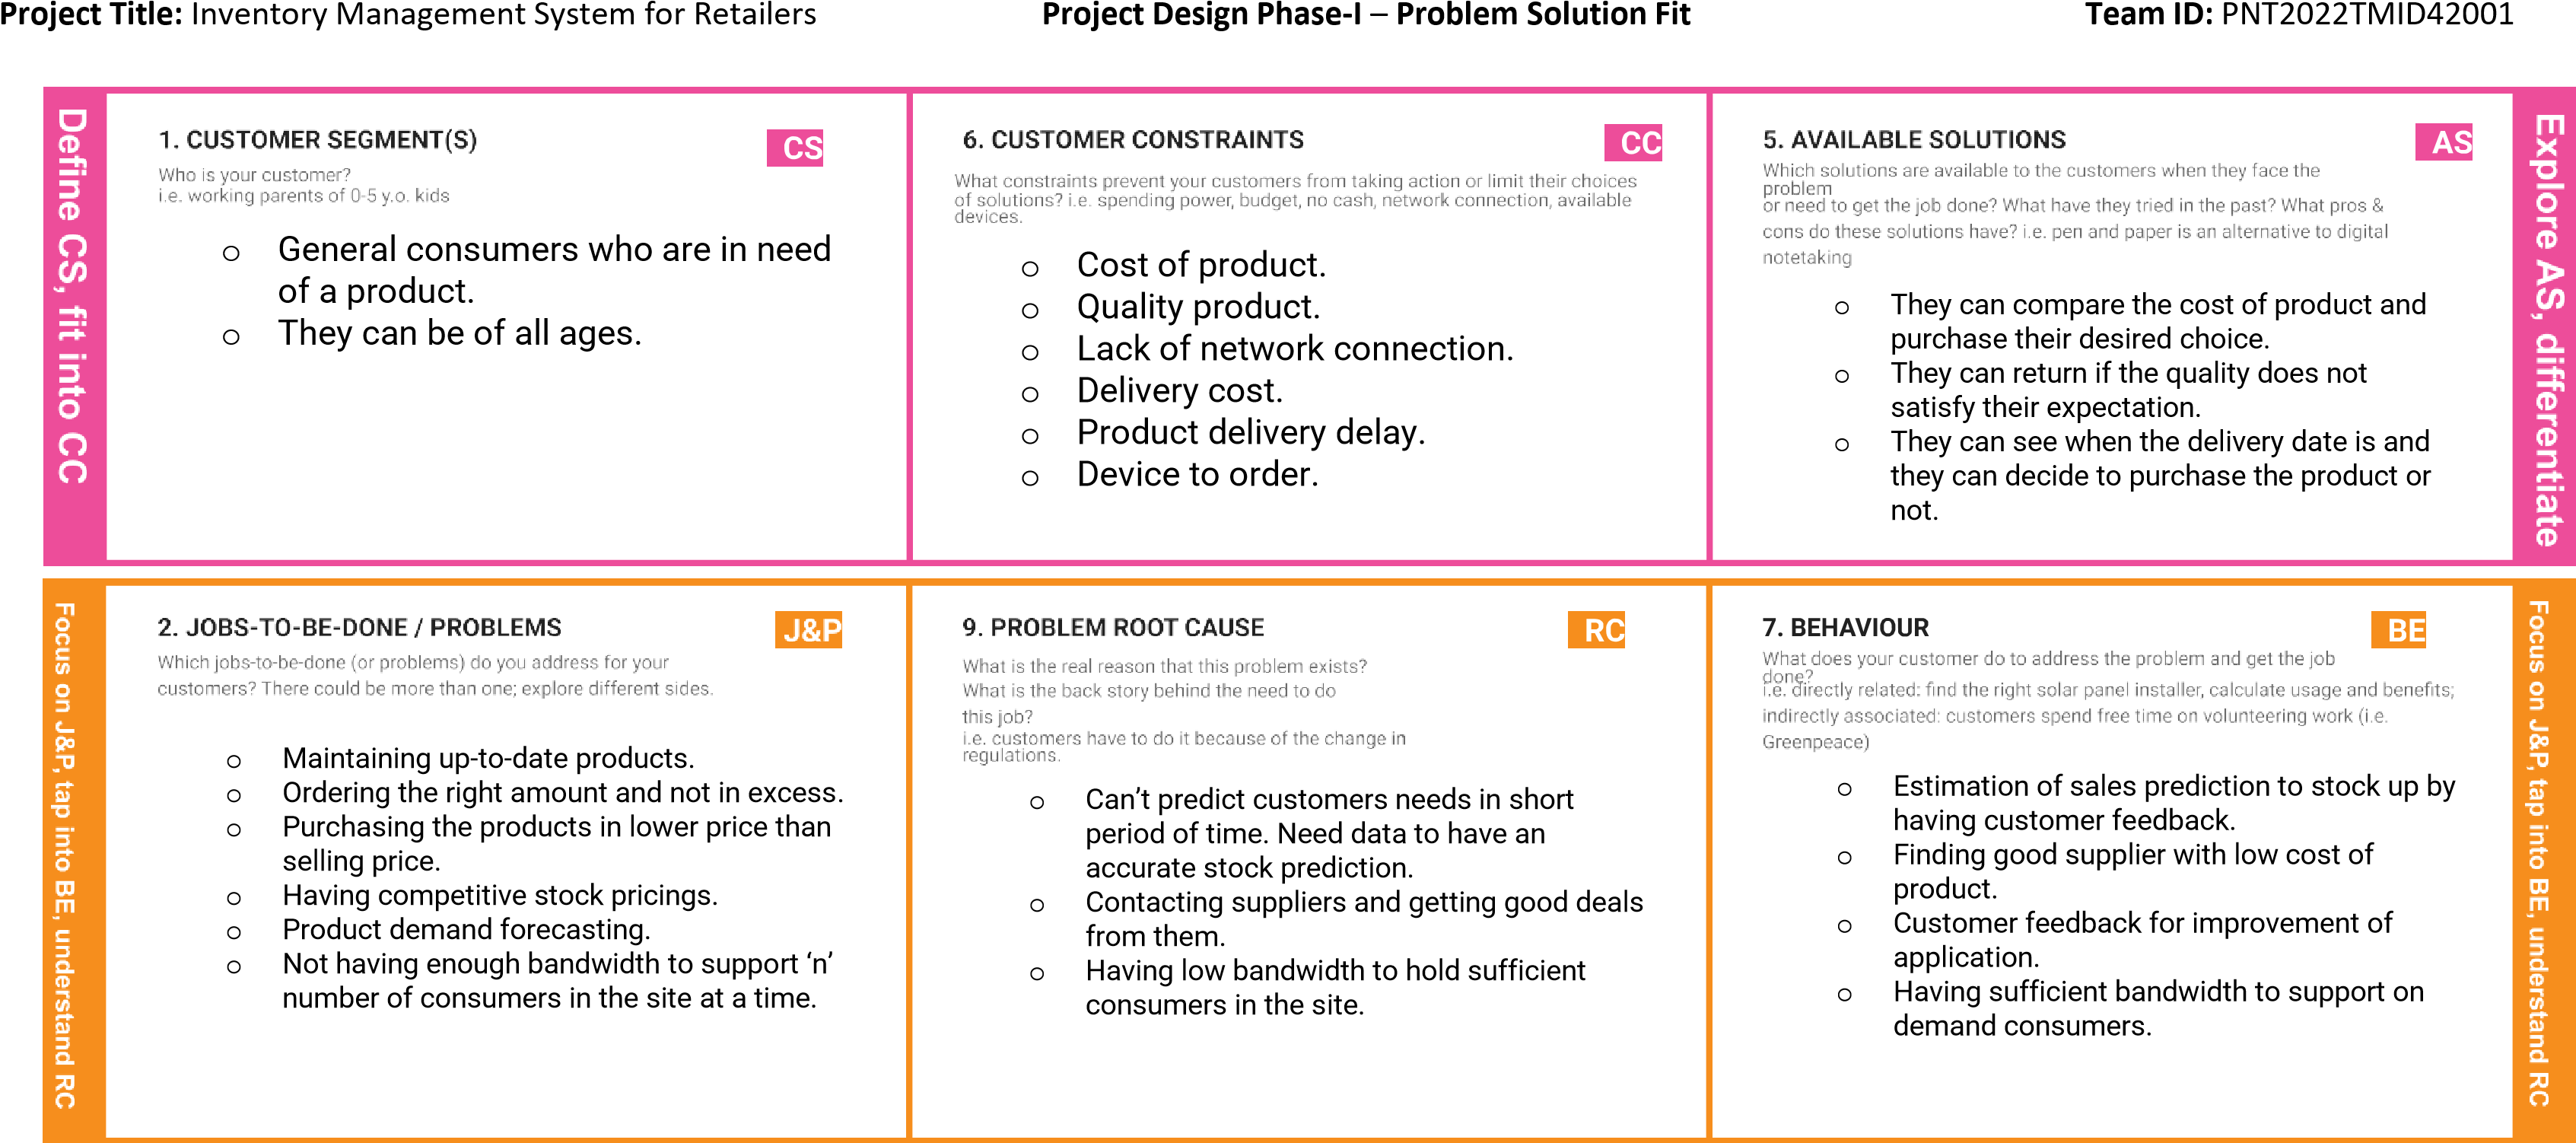 Project Title: Inventory Management System for Retailers
Project Design Phase-I – Problem Solution Fit
Team ID: PNT2022TMID42001
Define CS, fit into CC
1. CUSTOMER SEGMENT(S)
CS
Who is your customer?
i.e. working parents of 0-5 y.o. kids
o General consumers who are in need
of a product.
o They can be of all ages.
6. CUSTOMER CONSTRAINTS
CC
What constraints prevent your customers from taking action or limit their choices
of solutions? i.e. spending power, budget, no cash, network connection, available
devices.
o Cost of product.
o Quality product.
o Lack of network connection.
o Delivery cost.
o Product delivery delay.
o Device to order.
5. AVAILABLE SOLUTIONS
AS
Which solutions are available to the customers when they face the
problem
or need to get the job done? What have they tried in the past? What pros &
cons do these solutions have? i.e. pen and paper is an alternative to digital
notetaking
o They can compare the cost of product and
purchase their desired choice.
o They can return if the quality does not
satisfy their expectation.
o They can see when the delivery date is and
they can decide to purchase the product or
not.
Explore AS, differentiate
Focus on J&P, tap into BE, understand RC
2. JOBS-TO-BE-DONE / PROBLEMS
J&P
Which jobs-to-be-done (or problems) do you address for your
customers? There could be more than one; explore different sides.
o Maintaining up-to-date products.
o Ordering the right amount and not in excess.
o Purchasing the products in lower price than
selling price.
o Having competitive stock pricings.
o Product demand forecasting.
o Not having enough bandwidth to support ‘n’
number of consumers in the site at a time.
9. PROBLEM ROOT CAUSE
RC
What is the real reason that this problem exists?
What is the back story behind the need to do
this job?
i.e. customers have to do it because of the change in
regulations.
o Can’t predict customers needs in short
period of time. Need data to have an
accurate stock prediction.
o Contacting suppliers and getting good deals
from them.
o Having low bandwidth to hold sufficient
consumers in the site.
7. BEHAVIOUR
BE
What does your customer do to address the problem and get the job
done?
i.e. directly related: find the right solar panel installer, calculate usage and benefits;
indirectly associated: customers spend free time on volunteering work (i.e.
Greenpeace)
o Estimation of sales prediction to stock up by
having customer feedback.
o Finding good supplier with low cost of
product.
o Customer feedback for improvement of
application.
o Having sufficient bandwidth to support on
demand consumers.
Focus on J&P, tap into BE, understand RC